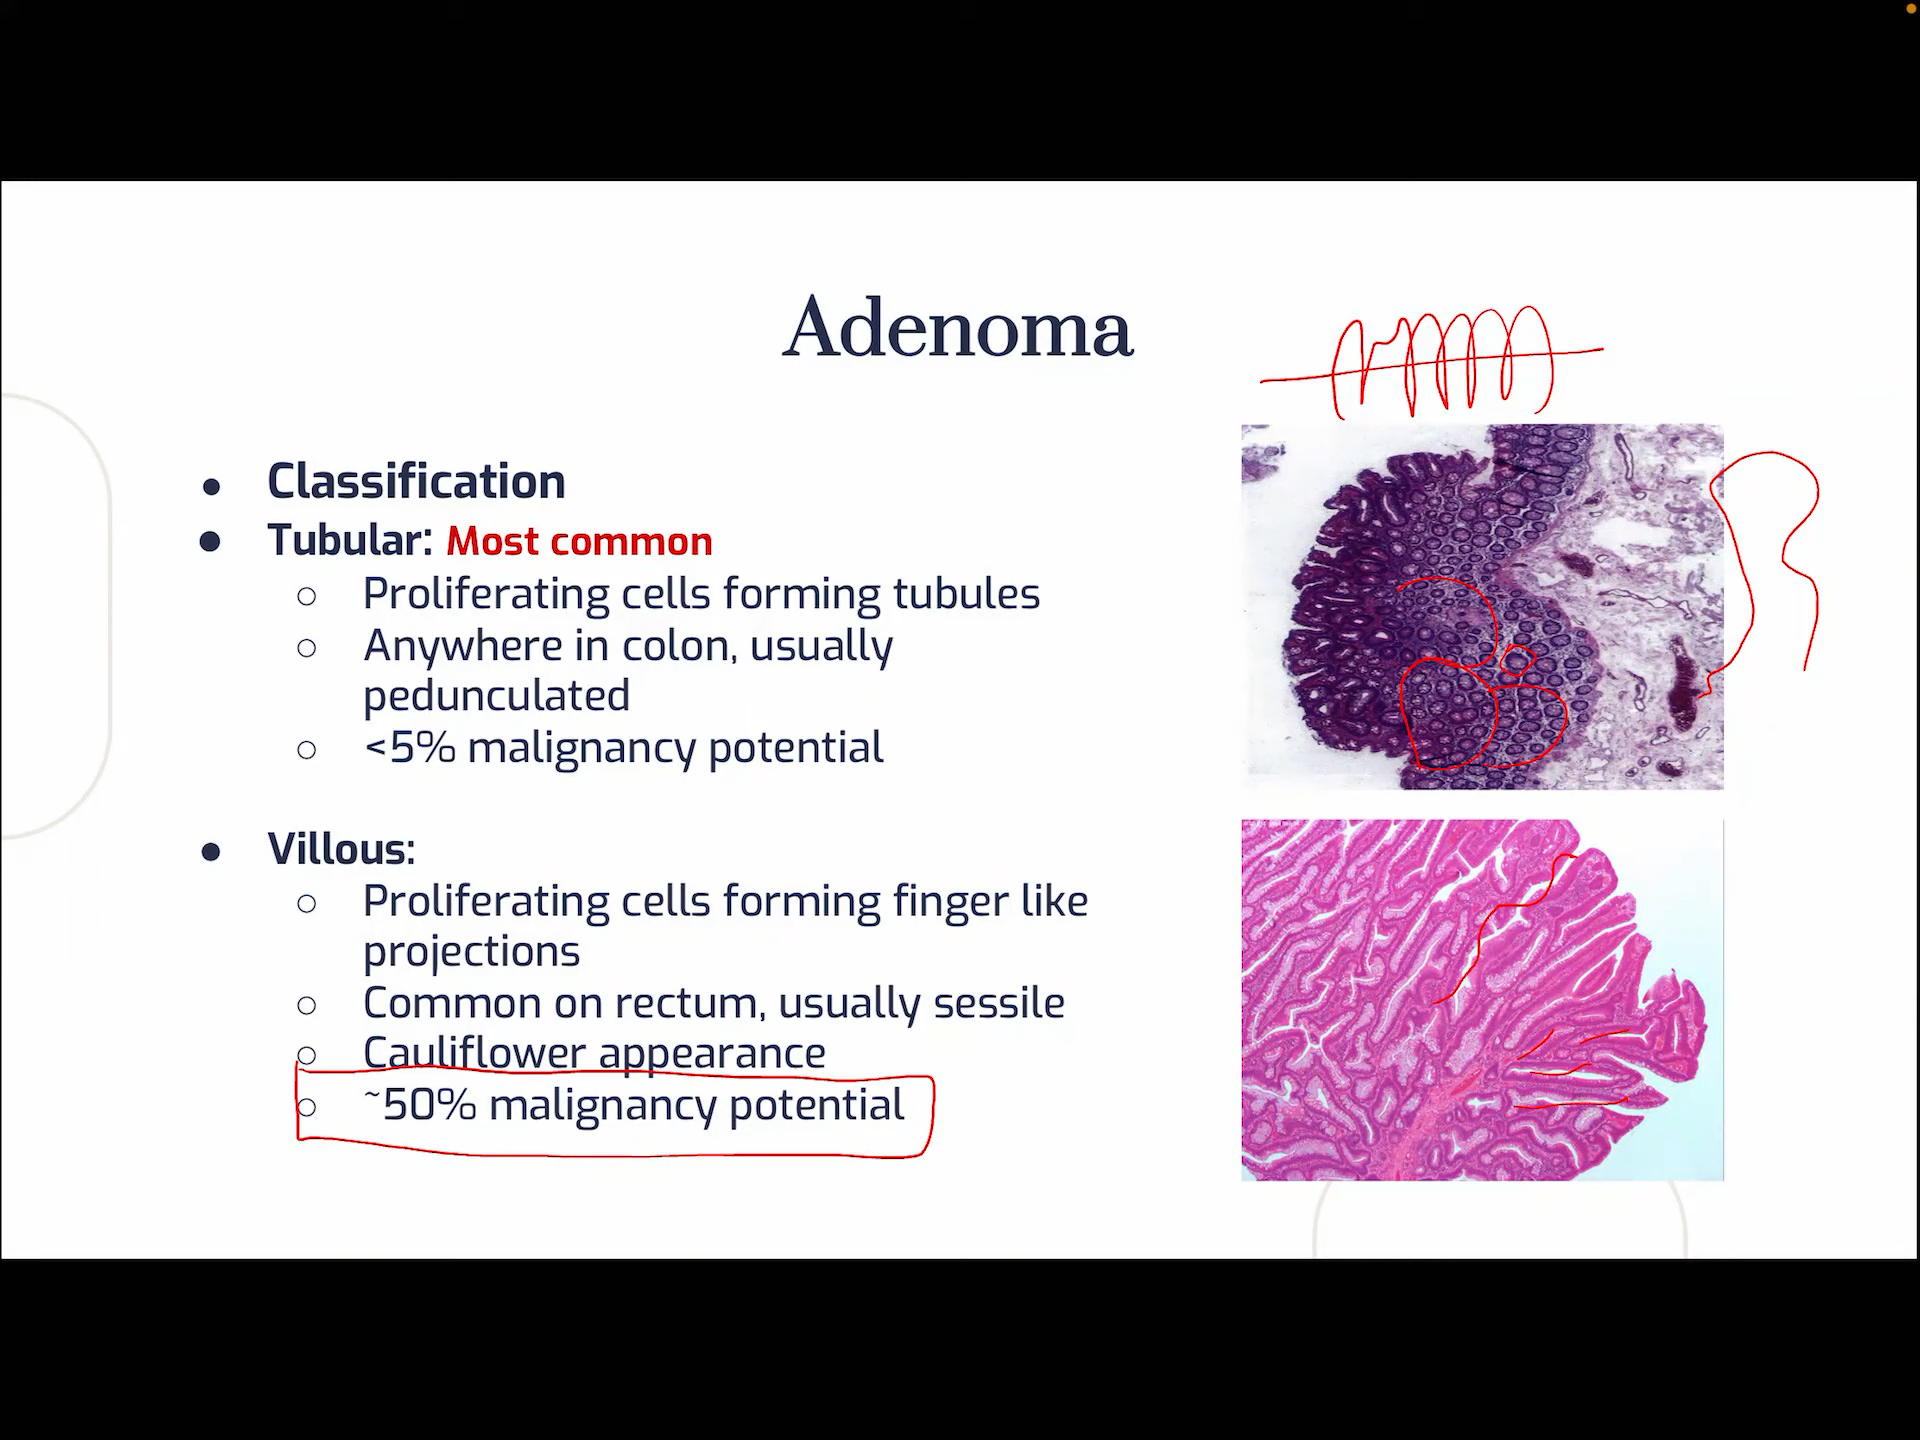 Adenoma
● Classification
● Tubular: Most common
○ Proliferating cells forming tubules
○ Anywhere in colon, usually
pedunculated
○ <5% malignancy potential
● Villous:
○ Proliferating cells forming finger like
projections
○ Common on rectum, usually sessile
○ Cauliflower appearance
○ ~50% malignancy potential